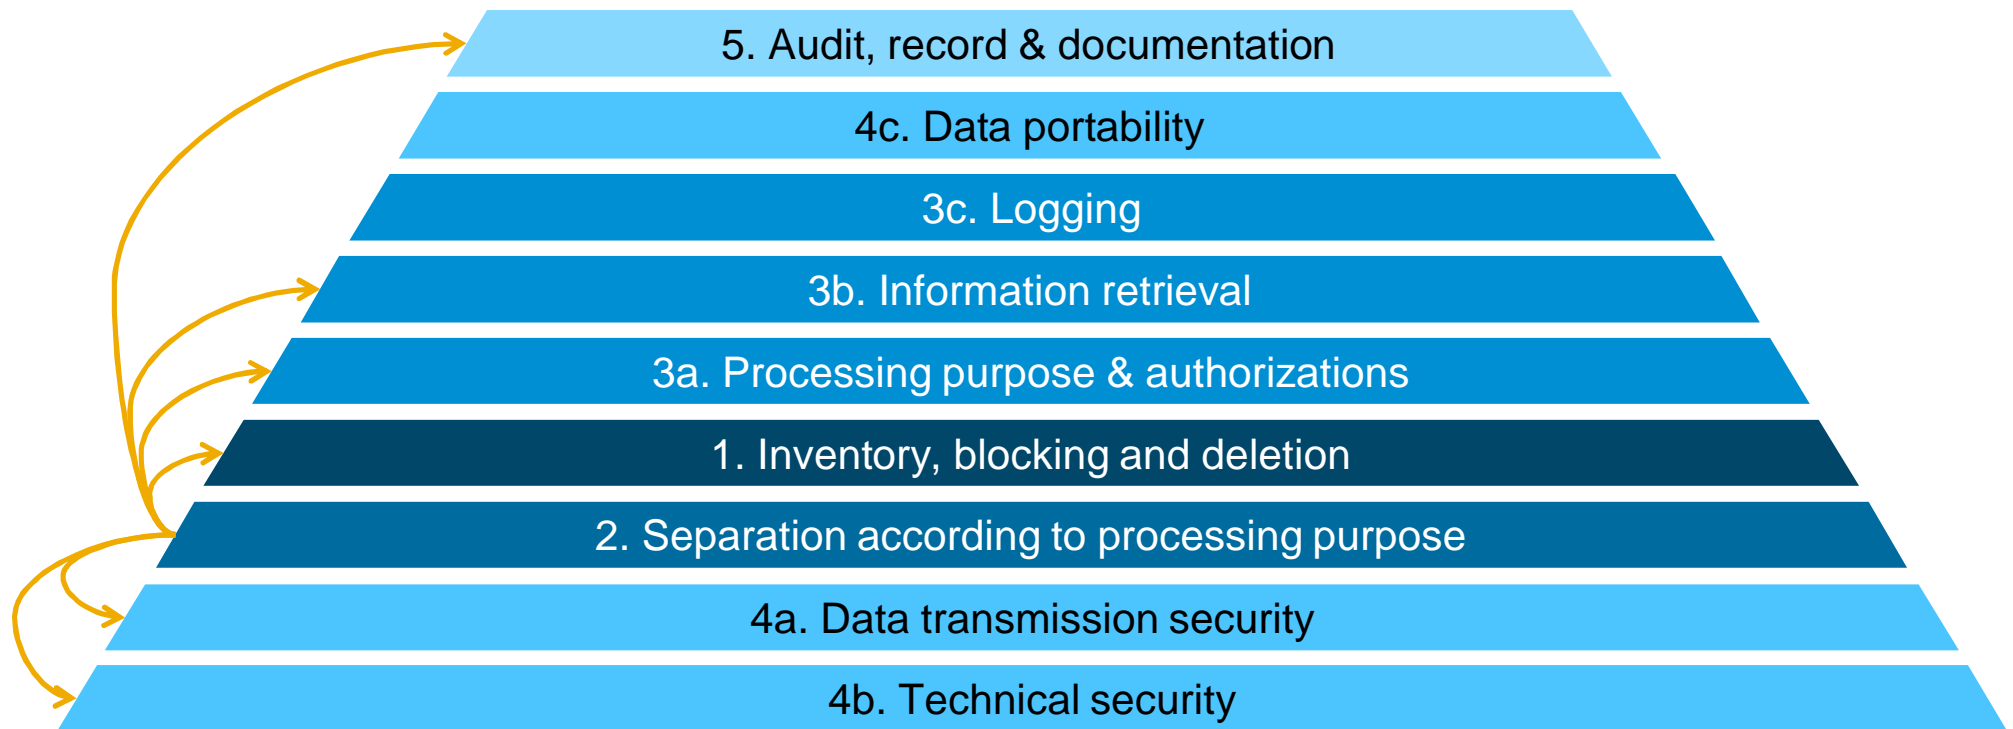 5. Audit, record & documentation
4c. Data portability
3c. Logging
3b. Information retrieval
3a. Processing purpose & authorizations
1. Inventory, blocking and deletion
2. Separation according to processing purpose
4a. Data transmission security
4b. Technical security